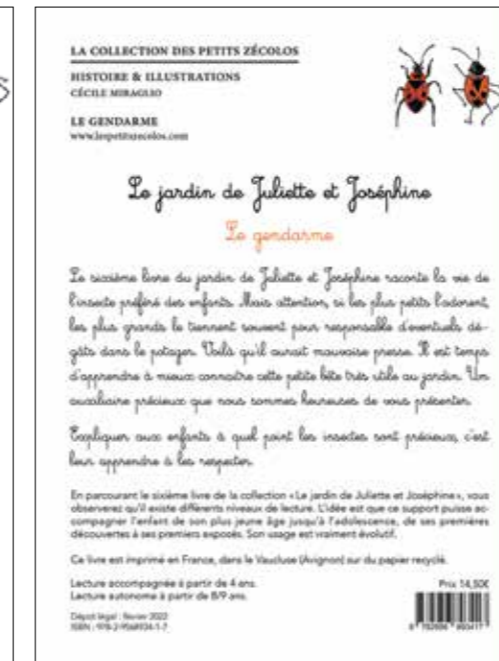 LA COLLECTION DES PETITS ZÉCOLOS
HISTOIRE & ILLUSTRATIONS
CÉCILE MIRAGLIO
LE GENDARME
www.lespetitszecolos.com
Le jardin de Juliette et Joséphine
Le gendarme
Le sixième livre du jardin de Juliette et Joséphine raconte la vie de
l'insecte préféré des enfants. Mais attention, si les plus petits l'adorent,
les plus grands le tiennent souvent pour responsable d'éventuels dé-
gâts dans le potager. Voilà qu'il aurait mauvaise presse. Il est temps
d'apprendre à mieux connaître cette petite bête très utile au jardin. Un
auxiliaire précieux que nous sommes heureuses de vous présenter.
Expliquer aux enfants à quel point les insectes sont précieux, c'est
leur apprendre à les respecter.
En parcourant le sixième livre de la collection « Le jardin de Juliette et Joséphine », vous
observerez qu'il existe différents niveaux de lecture. L'idée est que ce support puisse ac-
compagner l'enfant de son plus jeune âge jusqu'à l'adolescence, de ses premières
découvertes à ses premiers exposés. Son usage est vraiment évolutif.
Ce livre est imprimé en France, dans le Vaucluse (Avignon) sur du papier recyclé.
Lecture accompagnée à partir de 4 ans.
Prix 14,50€
Lecture autonome à partir de 8/9 ans.
Dépôt légal : février 2022
ISBN : 978-2-9568934-1-7